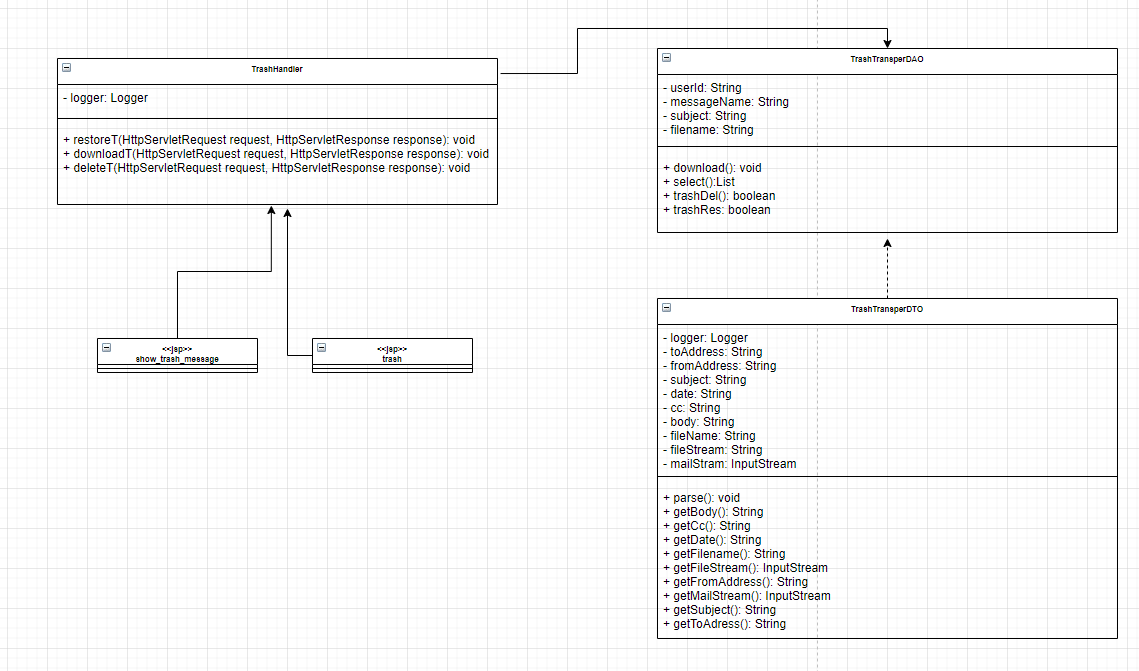 TrashHandler
- logger: Logger
+ restoreT(HttpServletRequest request, HttpServletResponse response): void
+ downloadT(HttpServletRequest request, HttpServletResponse response): void
+ deleteT(HttpServletRequest request, HttpServletResponse response): void
<<jsp>>
show_trash_message
<<jsp>>
trash
TrashTransperDAO
- userId: String
- messageName: String
- subject: String
- filename: String
+ download(): void
+ select():List
+ trashDel(): boolean
+ trashRes: boolean
TrashTransperDTO
- logger: Logger
- toAddress: String
- fromAddress: String
- subject: String
- date: String
- cc: String
- body: String
- fileName: String
- fileStream: String
- mailStram: InputStream
+ parse(): void
+ getBody(): String
+ getCc(): String
+ getDate(): String
+ getFilename(): String
+ getFileStream(): InputStream
+ getFromAddress(): String
+ getMailStream(): InputStream
+ getSubject(): String
+ getToAdress(): String